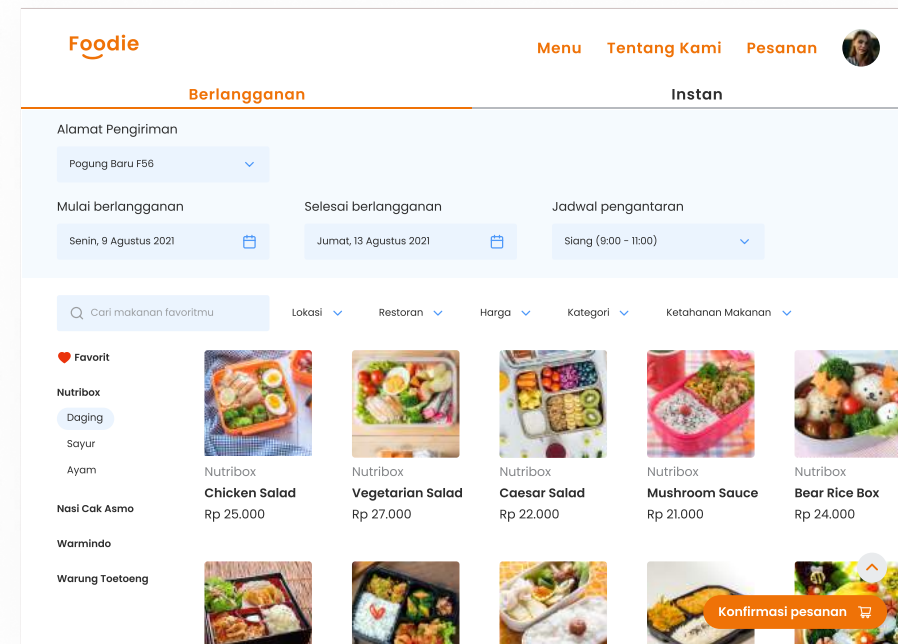 Foodie
Menu Tentang Kami Pesanan
Berlangganan Instan
Alamat Pengiriman
Pogung Baru F56
Mulai berlangganan Selesai berlangganan Jadwal pengantaran
Senin, 9 Agustus 2021 Jumat, 13 Agustus 2021 Siang (9:00 - 11:00)
Cari makanan favoritmu Lokasi Restoran Harga Kategori Ketahanan Makanan
Favorit
Nutribox
Daging
Sayur
Ayam
Nasi Cak Asmo
Warmindo
Warung Toetoeng
Nutribox Nutribox Nutribox Nutribox Nutribox
Chicken Salad Vegetarian Salad Caesar Salad Mushroom Sauce Bear Rice Box
Rp 25.000 Rp 27.000 Rp 22.000 Rp 21.000 Rp 24.000
Konfirmasi pesanan